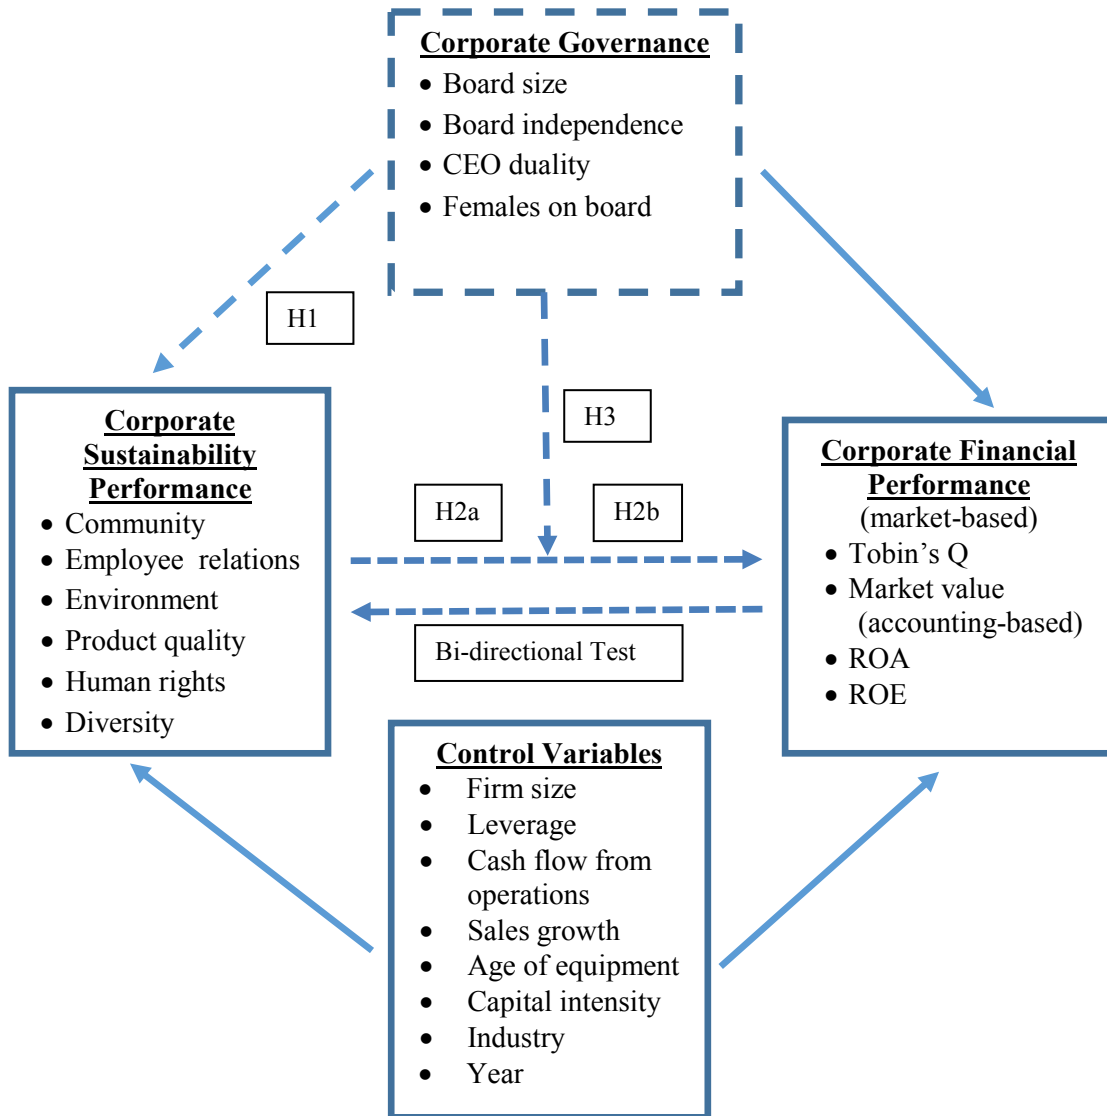 Corporate Governance
• Board size
• Board independence
• CEO duality
• Females on board
H1
H3
Corporate
Sustainability
Performance
• Community
• Employee relations
• Environment
• Product quality
• Human rights
• Diversity
H2a
H2b
Bi-directional Test
Corporate Financial
Performance
(market-based)
• Tobin’s Q
• Market value
(accounting-based)
• ROA
• ROE
Control Variables
• Firm size
• Leverage
• Cash flow from
operations
• Sales growth
• Age of equipment
• Capital intensity
• Industry
• Year